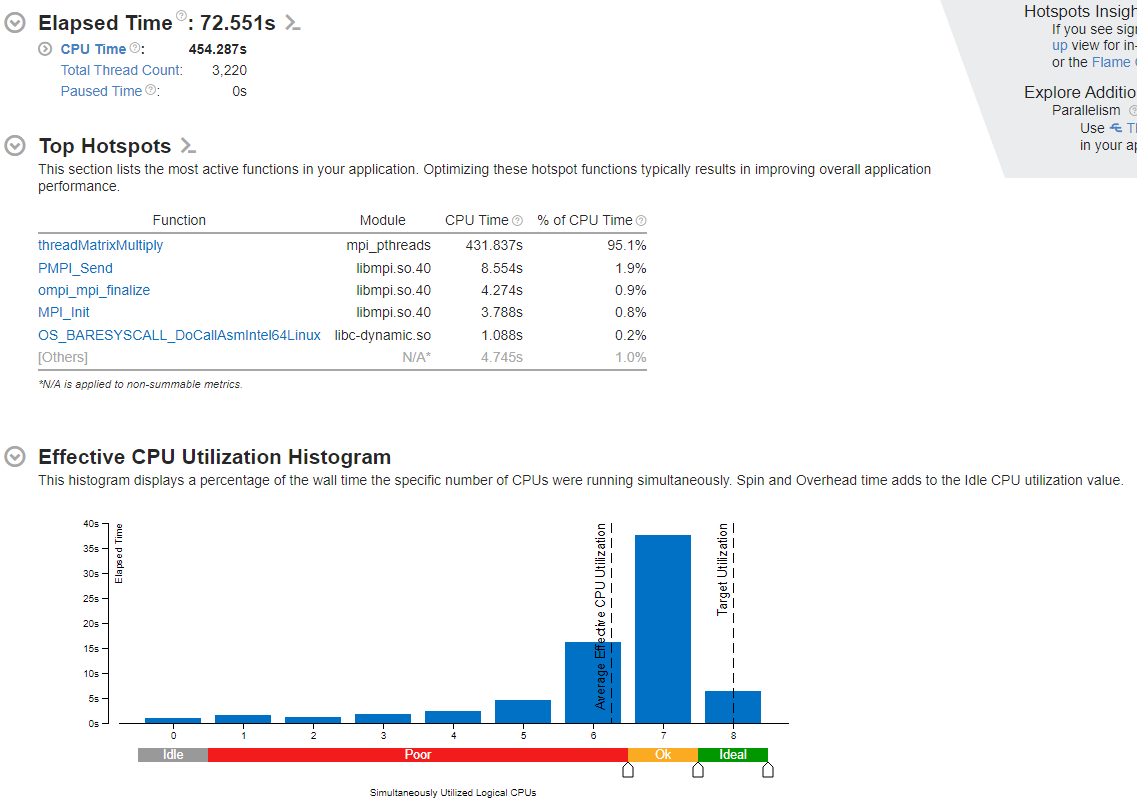 Elapsed Time ?: 72.551s
CPU Time ?: 454.287s
Total Thread Count: 3,220
Paused Time ?: 0s
Hotspots Insigh
If you see sig
up view for in-
or the Flame
Explore Additio
Parallelism ?
Use
in your ap
Top Hotspots
This section lists the most active functions in your application. Optimizing these hotspot functions typically results in improving overall application
performance.
Function Module CPU Time ? % of CPU Time ?
threadMatrixMultiply mpi_pthreads 431.837s 95.1%
PMPI_Send libmpi.so.40 8.554s 1.9%
ompi_mpi_finalize libmpi.so.40 4.274s 0.9%
MPI_Init libmpi.so.40 3.788s 0.8%
OS_BARESYSCALL_DoCallAsmIntel64Linux libc-dynamic.so 1.088s 0.2%
[Others] N/A* 4.745s 1.0%
*N/A is applied to non-summable metrics.
Effective CPU Utilization Histogram
This histogram displays a percentage of the wall time the specific number of CPUs were running simultaneously. Spin and Overhead time adds to the Idle CPU utilization value.
40s
35s
30s
25s
20s
15s
10s
5s
0s
Elapsed Time
Average Effective CPU Utilization
Target Utilization
0 1 2 3 4 5 6 7 8
Idle Poor Ok Ideal
Simultaneously Utilized Logical CPUs